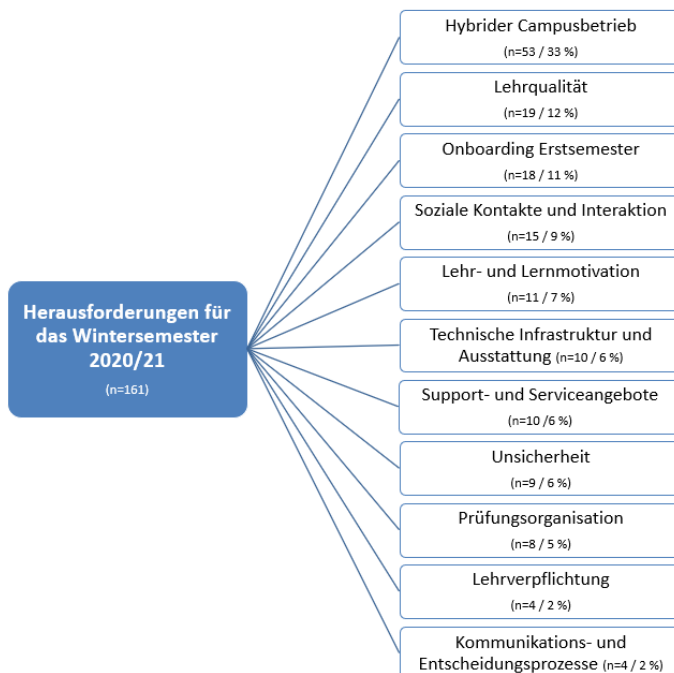 Hybrider Campusbetrieb
(n=53 / 33 %)
Lehrqualität
(n=19 / 12 %)
Onboarding Erstsemester
(n=18 / 11 %)
Soziale Kontakte und Interaktion
(n=15 / 9 %)
Lehr- und Lernmotivation
(n=11 / 7 %)
Herausforderungen für
das Wintersemester
2020/21
(n=161)
Technische Infrastruktur und
Ausstattung (n=10 / 6 %)
Support- und Serviceangebote
(n=10 /6 %)
Unsicherheit
(n=9 / 6 %)
Prüfungsorganisation
(n=8 / 5 %)
Lehrverpflichtung
(n=4 / 2 %)
Kommunikations- und
Entscheidungsprozesse (n=4 / 2 %)